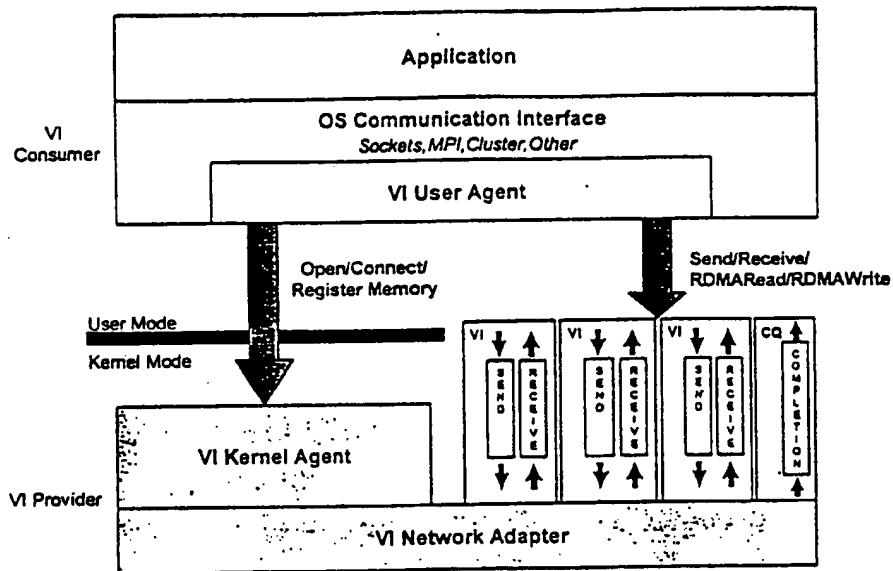 Application
OS Communication Interface
Sockets, MPI, Cluster, Other
VI
Consumer
VI User Agent
Open/Connect/
Register Memory
Send/Receive/
RDMARead/RDMAWrite
User Mode
Kernel Mode
VI
SEND
RECEIVE
VI
SEND
RECEIVE
VI
SEND
RECEIVE
CQ
COMPLETION
VI Kernel Agent
VI Provider
VI Network Adapter